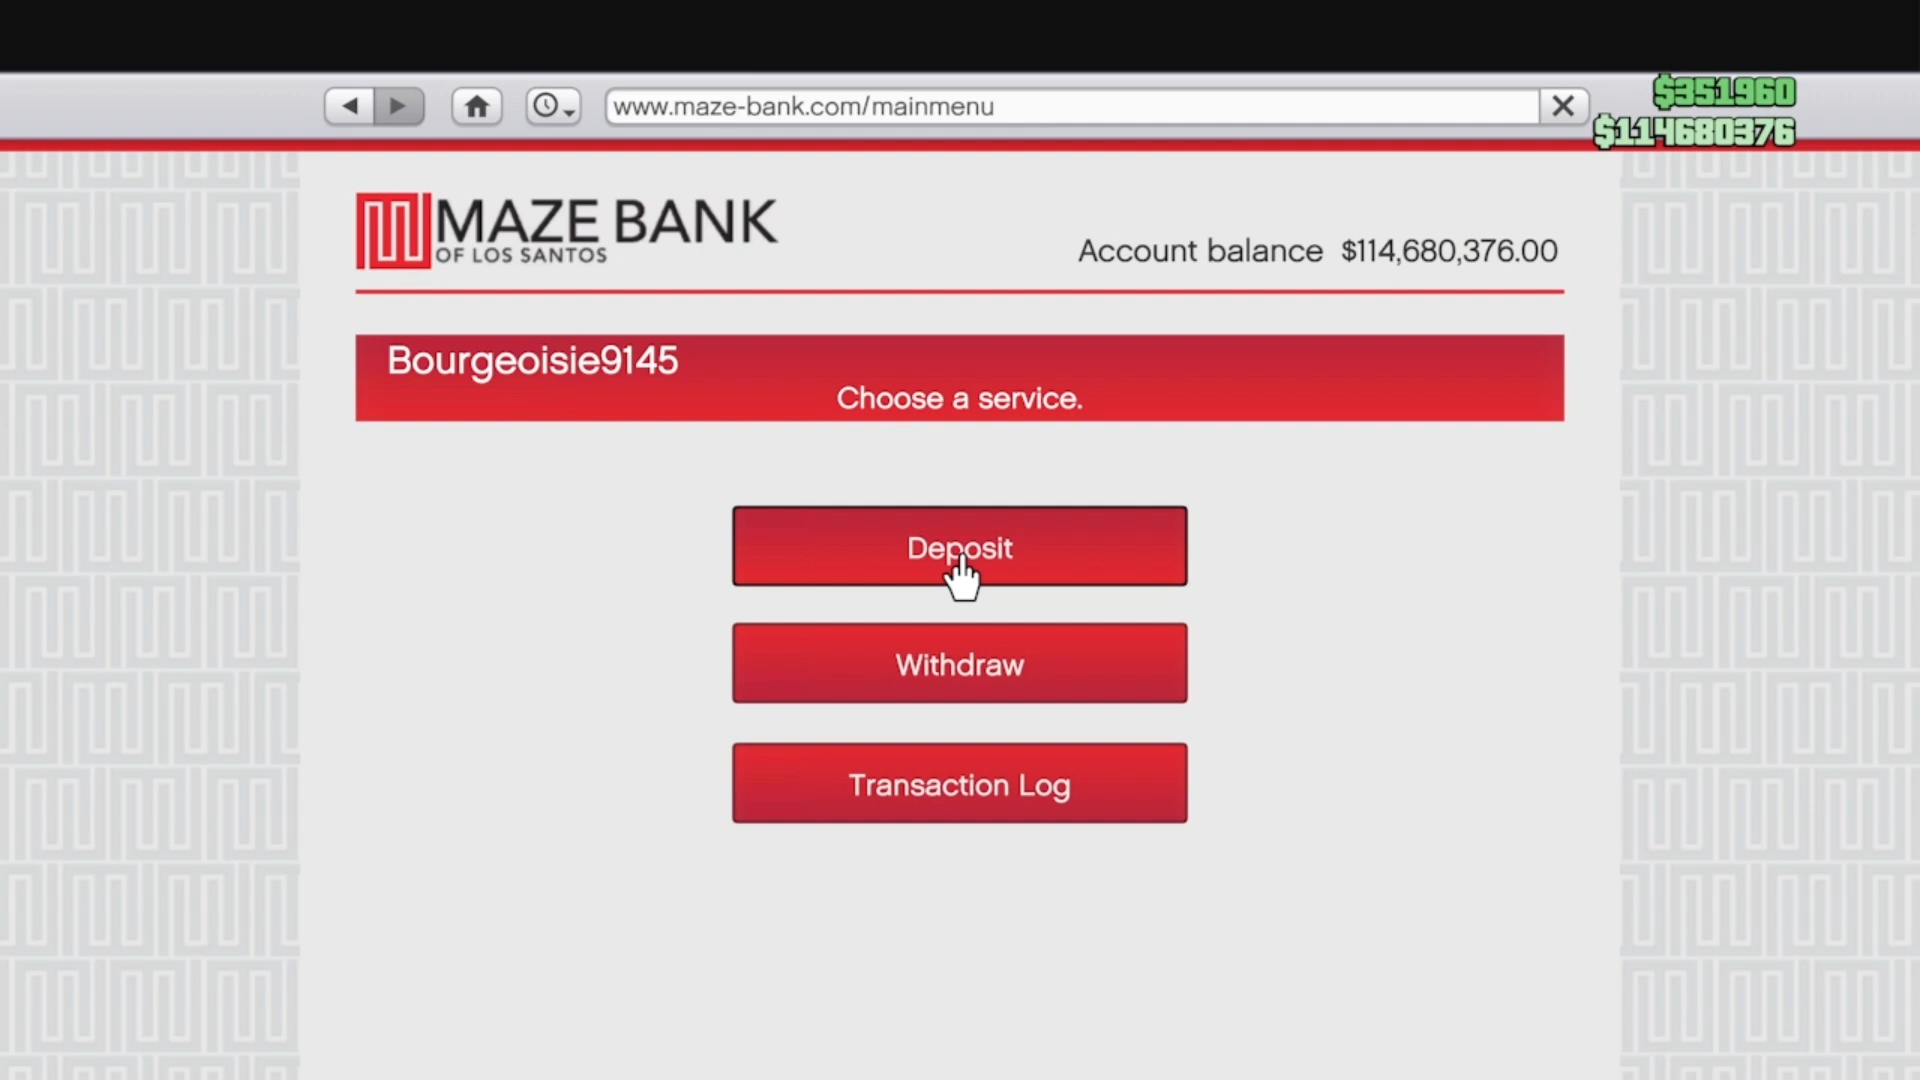 www.maze-bank.com/mainmenu
$351960
$114680376
MAZE BANK
OF LOS SANTOS
Account balance $114,680,376.00
Bourgeoisie9145
Choose a service.
Deposit
Withdraw
Transaction Log